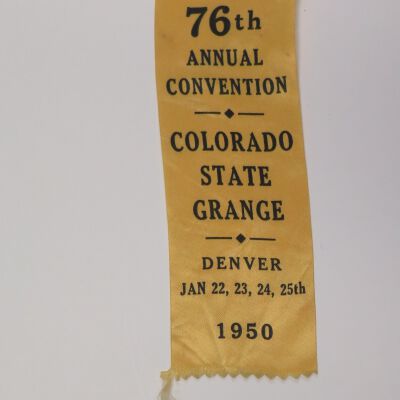 76th
ANNUAL
CONVENTION
COLORADO
STATE
GRANGE
DENVER
JAN 22, 23, 24, 25th
1950